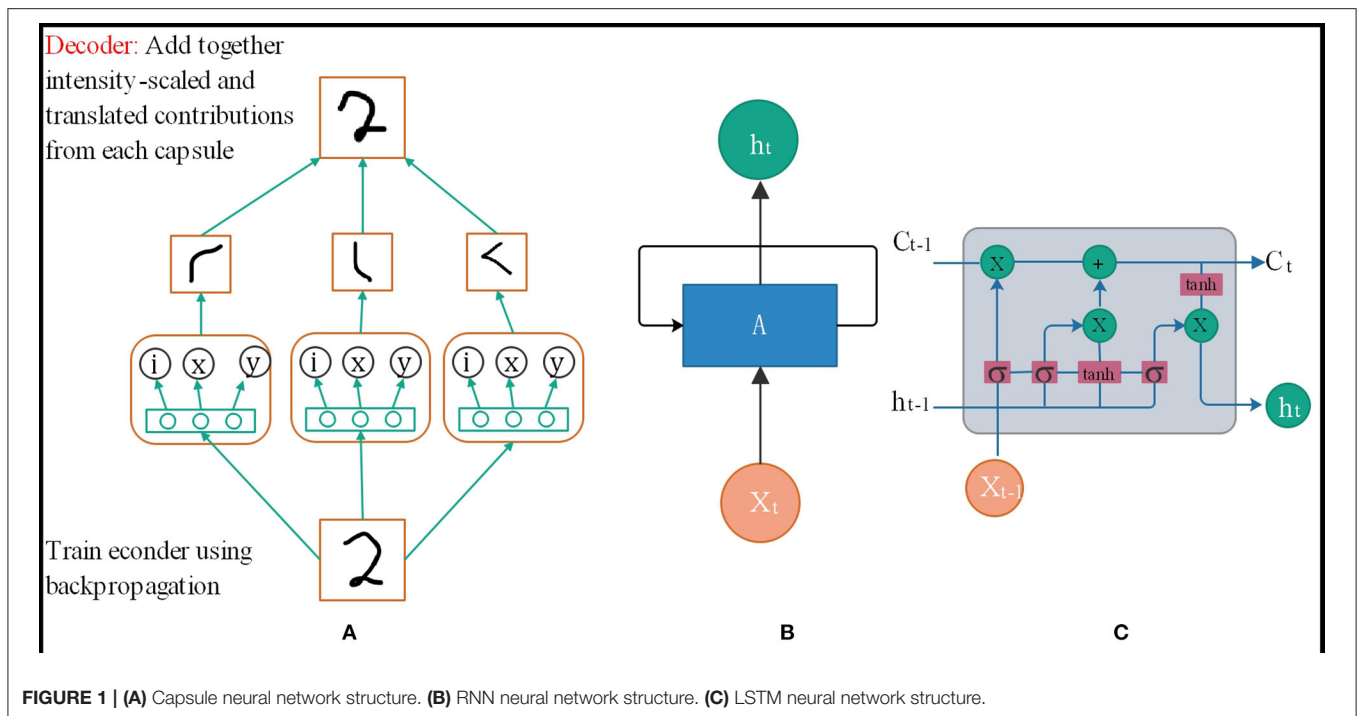 Decoder: Add together
intensity-scaled and
translated contributions
from each capsule
2
i x y
i x y
i x y
2
Train econder using
backpropagation
A
ht
A
Xt
B
Ct-1
X
+
Ct
tanh
X
X
σ
σ
tanh
σ
ht-1
ht
Xt-1
C
FIGURE 1 | (A) Capsule neural network structure. (B) RNN neural network structure. (C) LSTM neural network structure.